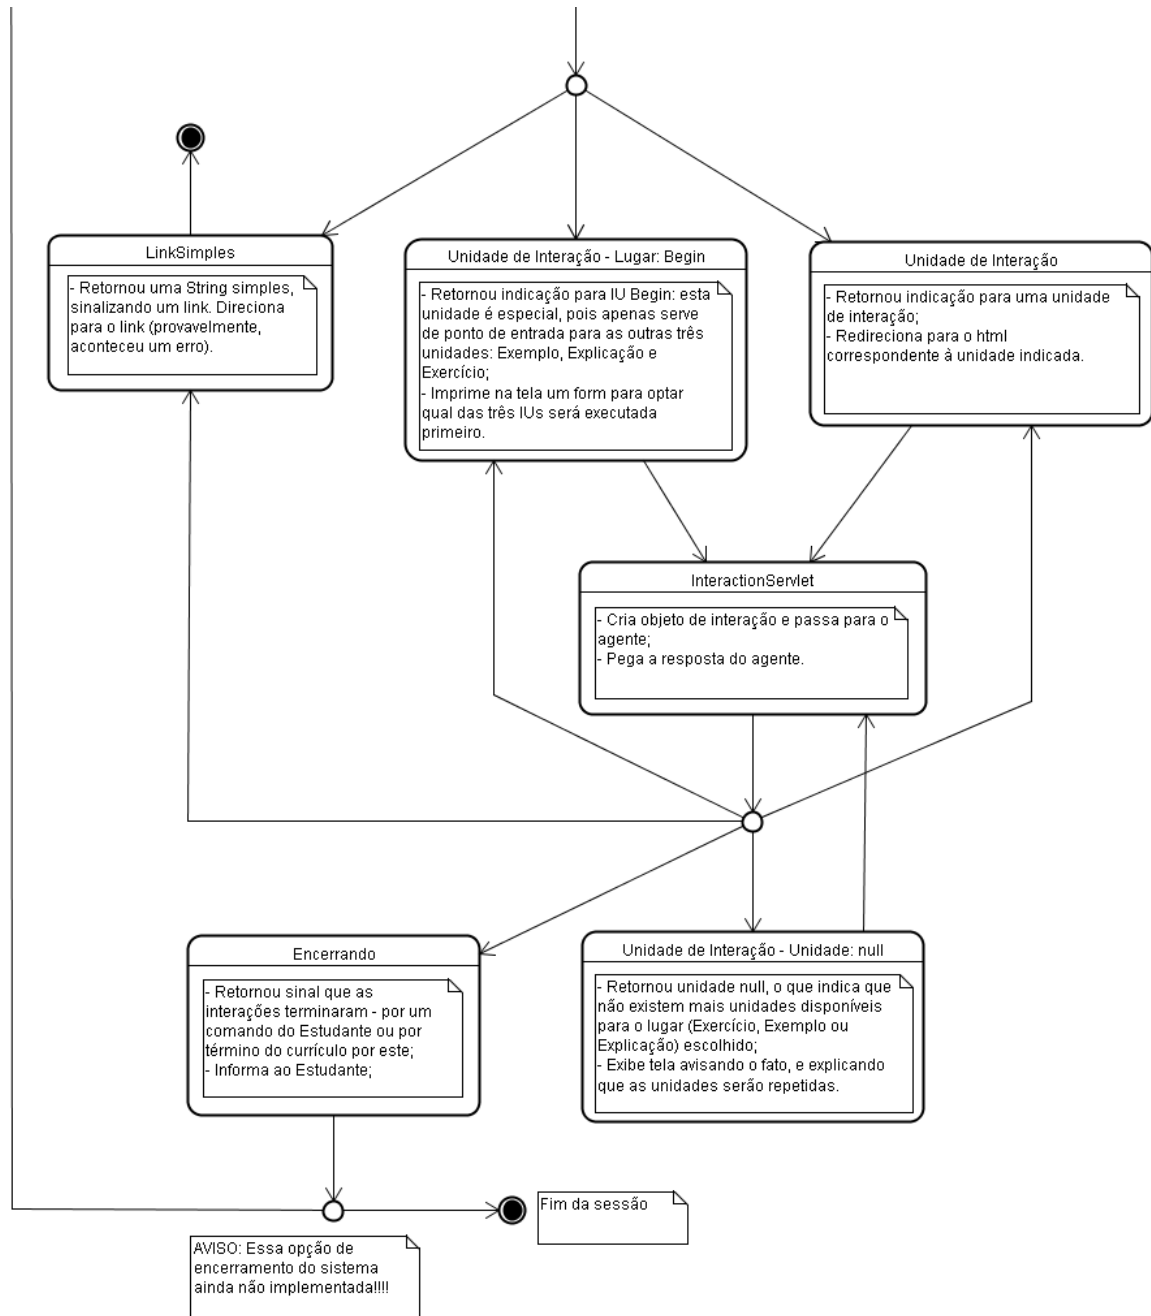 LinkSimples
- Retornou uma String simples,
sinalizando um link. Direciona
para o link (provavelmente,
aconteceu um erro).
Unidade de Interação - Lugar: Begin
- Retornou indicação para IU Begin: esta
unidade é especial, pois apenas serve
de ponto de entrada para as outras três
unidades: Exemplo, Explicação e
Exercício;
- Imprime na tela um form para optar
qual das três IUs será executada
primeiro.
Unidade de Interação
- Retornou indicação para uma unidade
de interação;
- Redireciona para o html
correspondente à unidade indicada.
InteractionServlet
- Cria objeto de interação e passa para o
agente;
- Pega a resposta do agente.
Encerrando
- Retornou sinal que as
interações terminaram - por um
comando do Estudante ou por
término do currículo por este;
- Informa ao Estudante;
Unidade de Interação - Unidade: null
- Retornou unidade null, o que indica que
não existem mais unidades disponíveis
para o lugar (Exercício, Exemplo ou
Explicação) escolhido;
- Exibe tela avisando o fato, e explicando
que as unidades serão repetidas.
Fim da sessão
AVISO: Essa opção de
encerramento do sistema
ainda não implementada!!!!